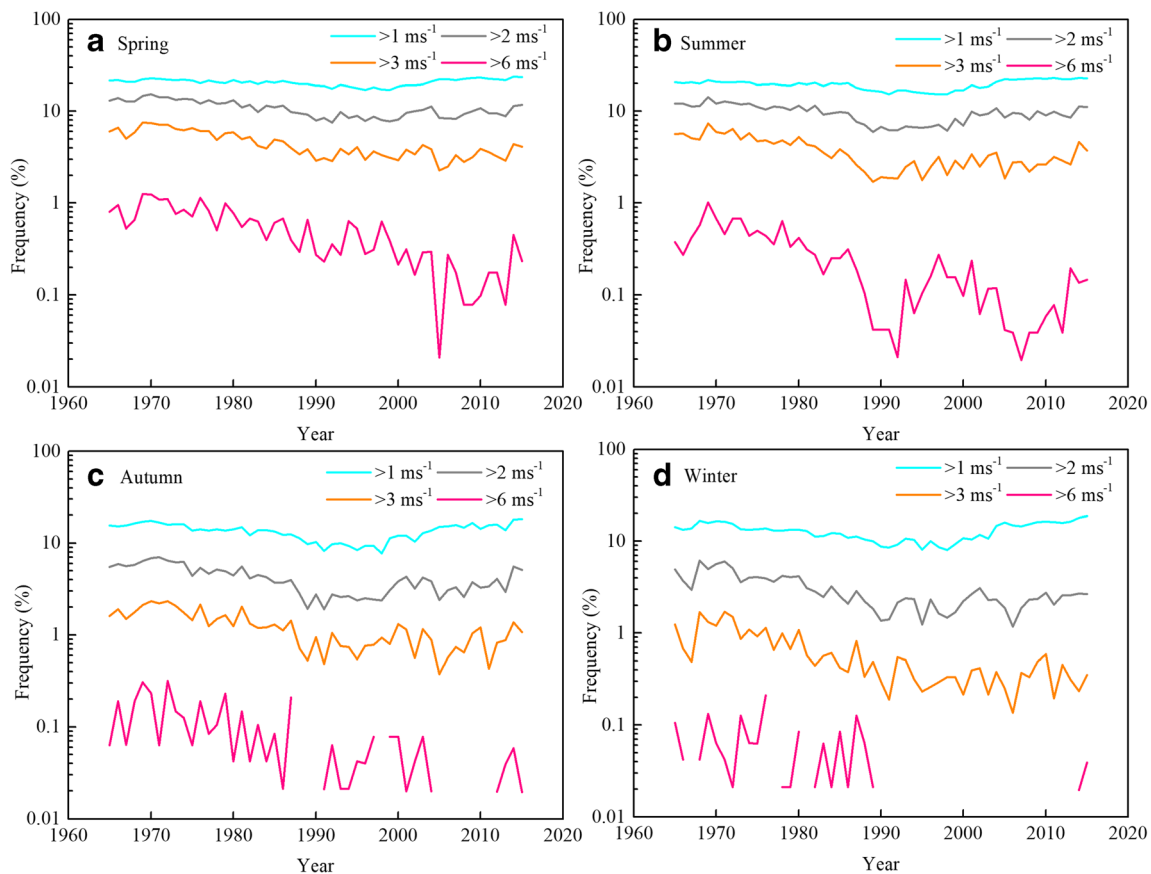 a Spring
>1 ms-1 >2 ms-1
>3 ms-1 >6 ms-1
100
10
1
0.1
0.01
Frequency (%)
1960 1970 1980 1990 2000 2010 2020
Year
b Summer
>1 ms-1 >2 ms-1
>3 ms-1 >6 ms-1
100
10
1
0.1
0.01
Frequency (%)
1960 1970 1980 1990 2000 2010 2020
Year
c Autumn
>1 ms-1 >2 ms-1
>3 ms-1 >6 ms-1
100
10
1
0.1
0.01
Frequency (%)
1960 1970 1980 1990 2000 2010 2020
Year
d Winter
>1 ms-1 >2 ms-1
>3 ms-1 >6 ms-1
100
10
1
0.1
0.01
Frequency (%)
1960 1970 1980 1990 2000 2010 2020
Year